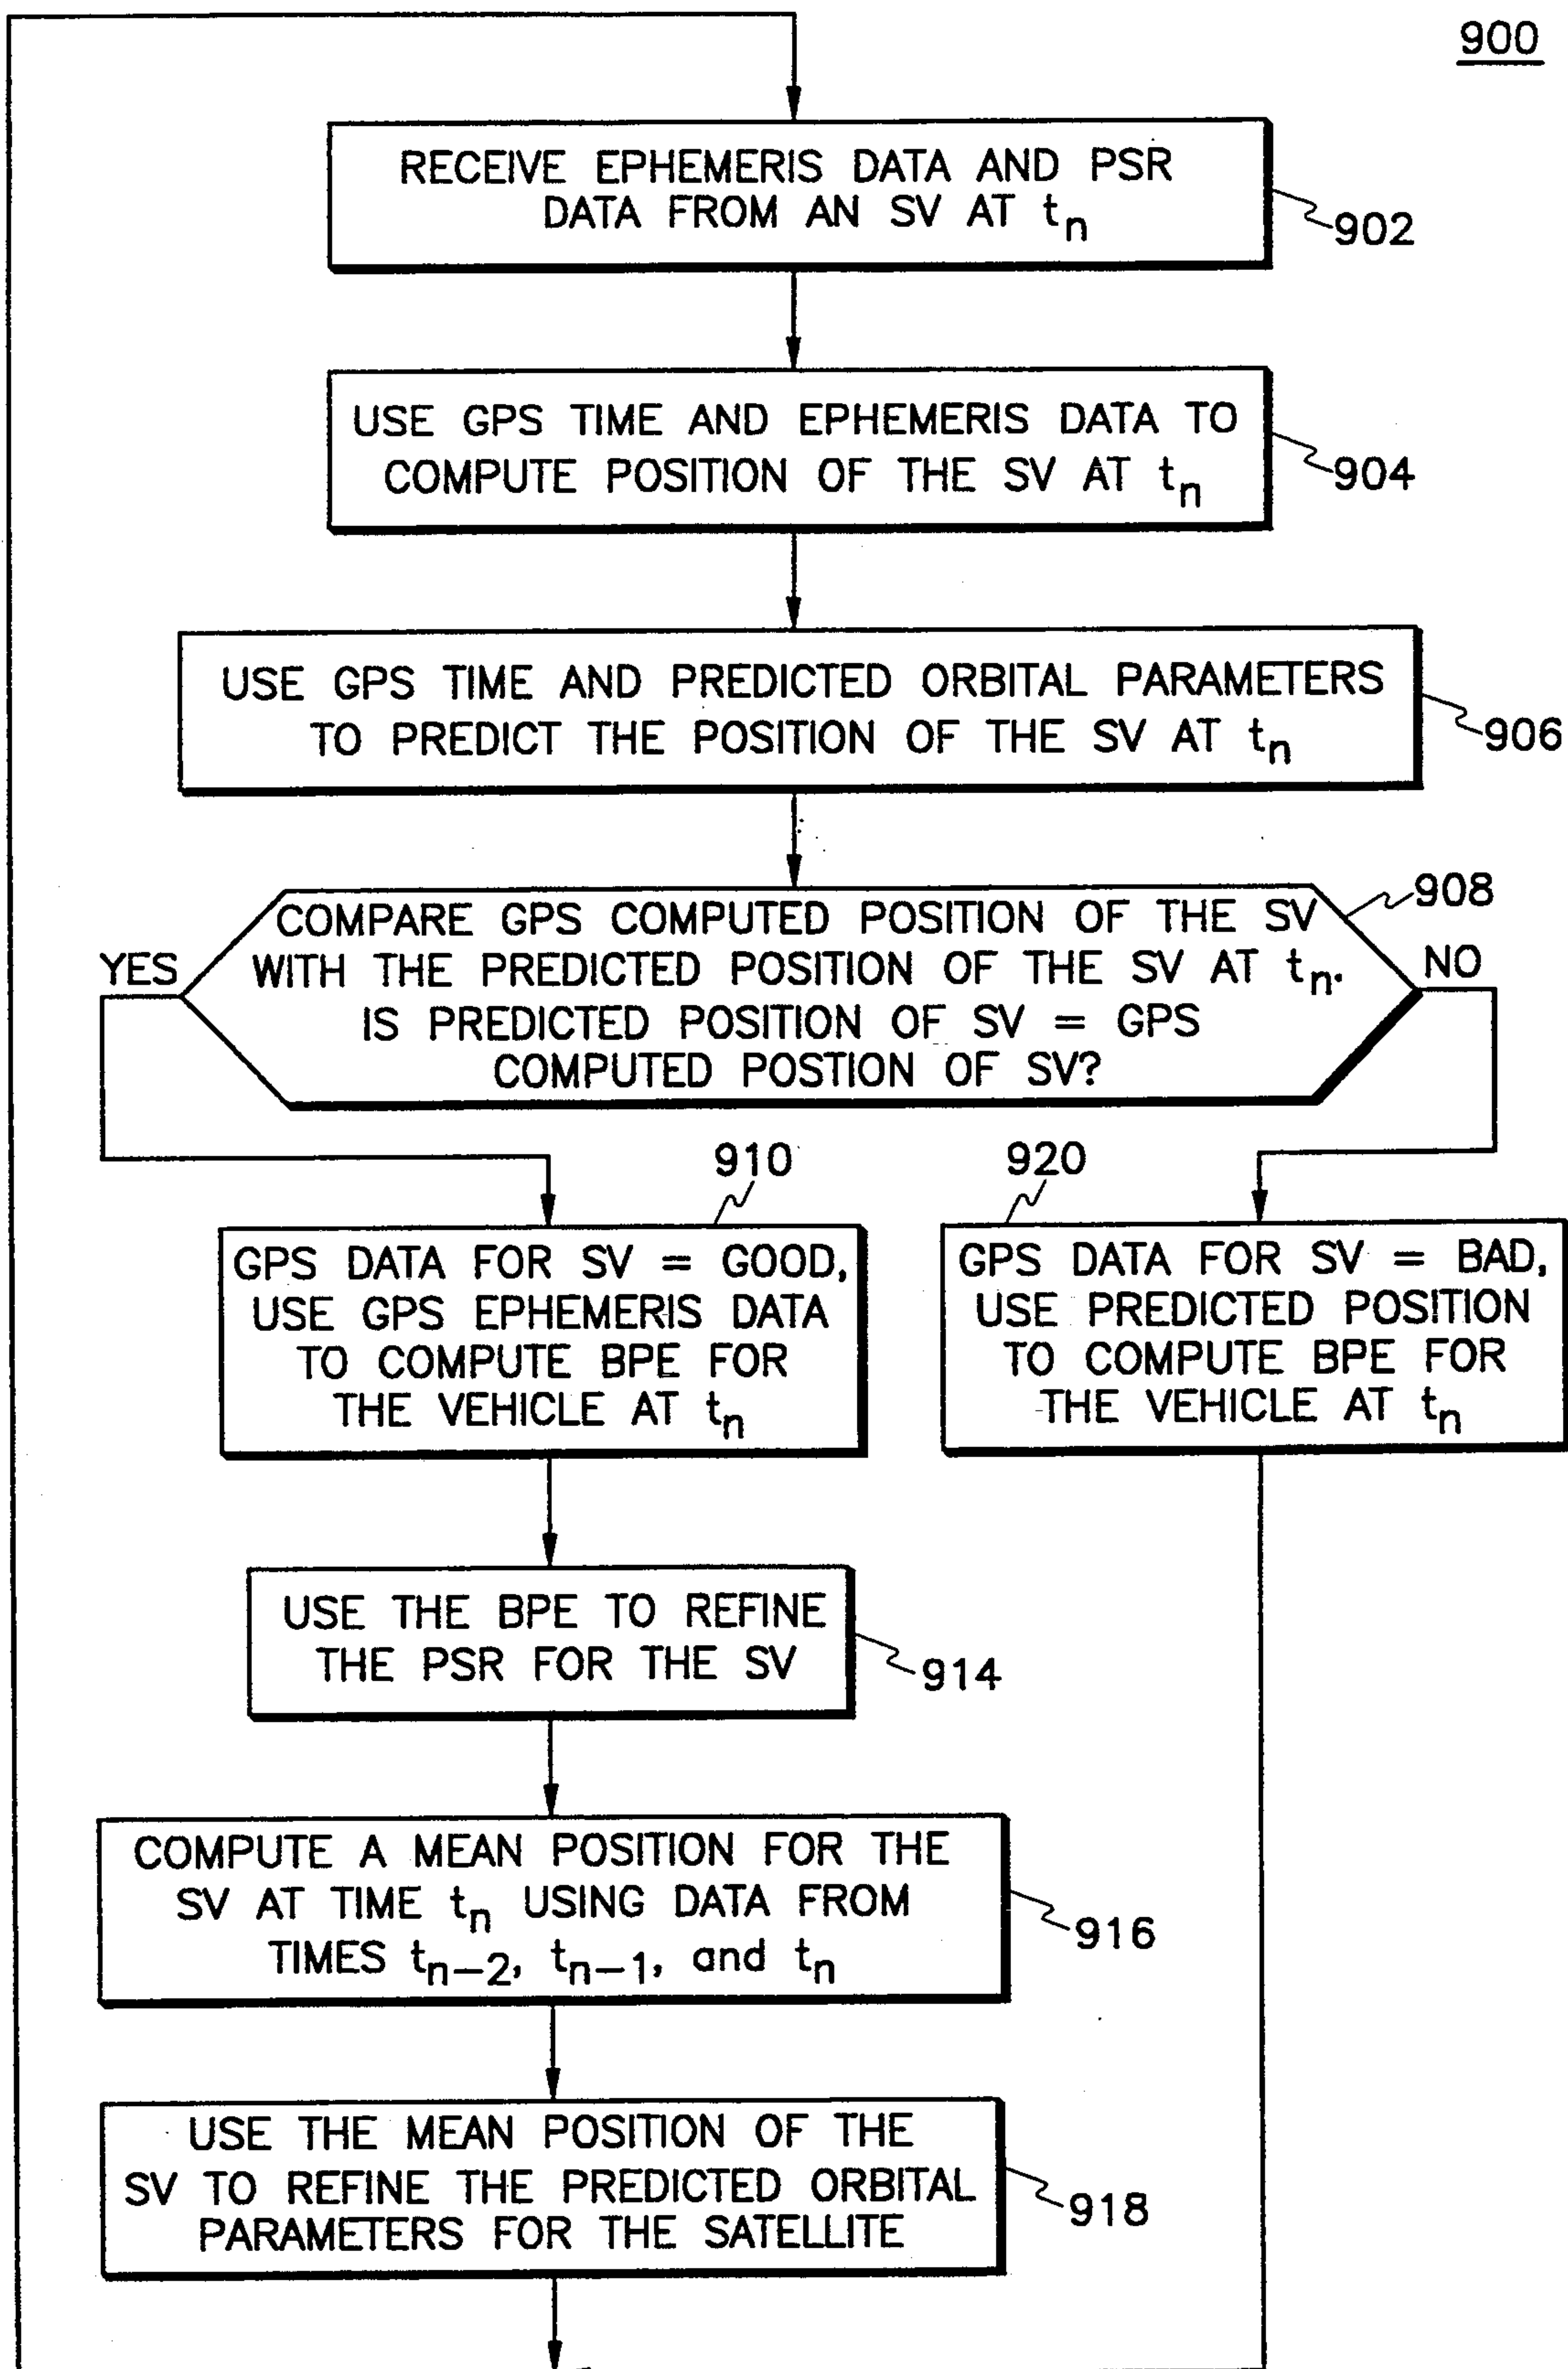 900
RECEIVE EPHEMERIS DATA AND PSR
DATA FROM AN SV AT tn
902
USE GPS TIME AND EPHEMERIS DATA TO
COMPUTE POSITION OF THE SV AT tn
904
USE GPS TIME AND PREDICTED ORBITAL PARAMETERS
TO PREDICT THE POSITION OF THE SV AT tn
906
908
COMPARE GPS COMPUTED POSITION OF THE SV
WITH THE PREDICTED POSITION OF THE SV AT tn.
IS PREDICTED POSITION OF SV = GPS
COMPUTED POSTION OF SV?
YES
NO
910
GPS DATA FOR SV = GOOD,
USE GPS EPHEMERIS DATA
TO COMPUTE BPE FOR
THE VEHICLE AT tn
920
GPS DATA FOR SV = BAD,
USE PREDICTED POSITION
TO COMPUTE BPE FOR
THE VEHICLE AT tn
USE THE BPE TO REFINE
THE PSR FOR THE SV
914
COMPUTE A MEAN POSITION FOR THE
SV AT TIME tn USING DATA FROM
TIMES tn-2, tn-1, and tn
916
USE THE MEAN POSITION OF THE
SV TO REFINE THE PREDICTED ORBITAL
PARAMETERS FOR THE SATELLITE
918